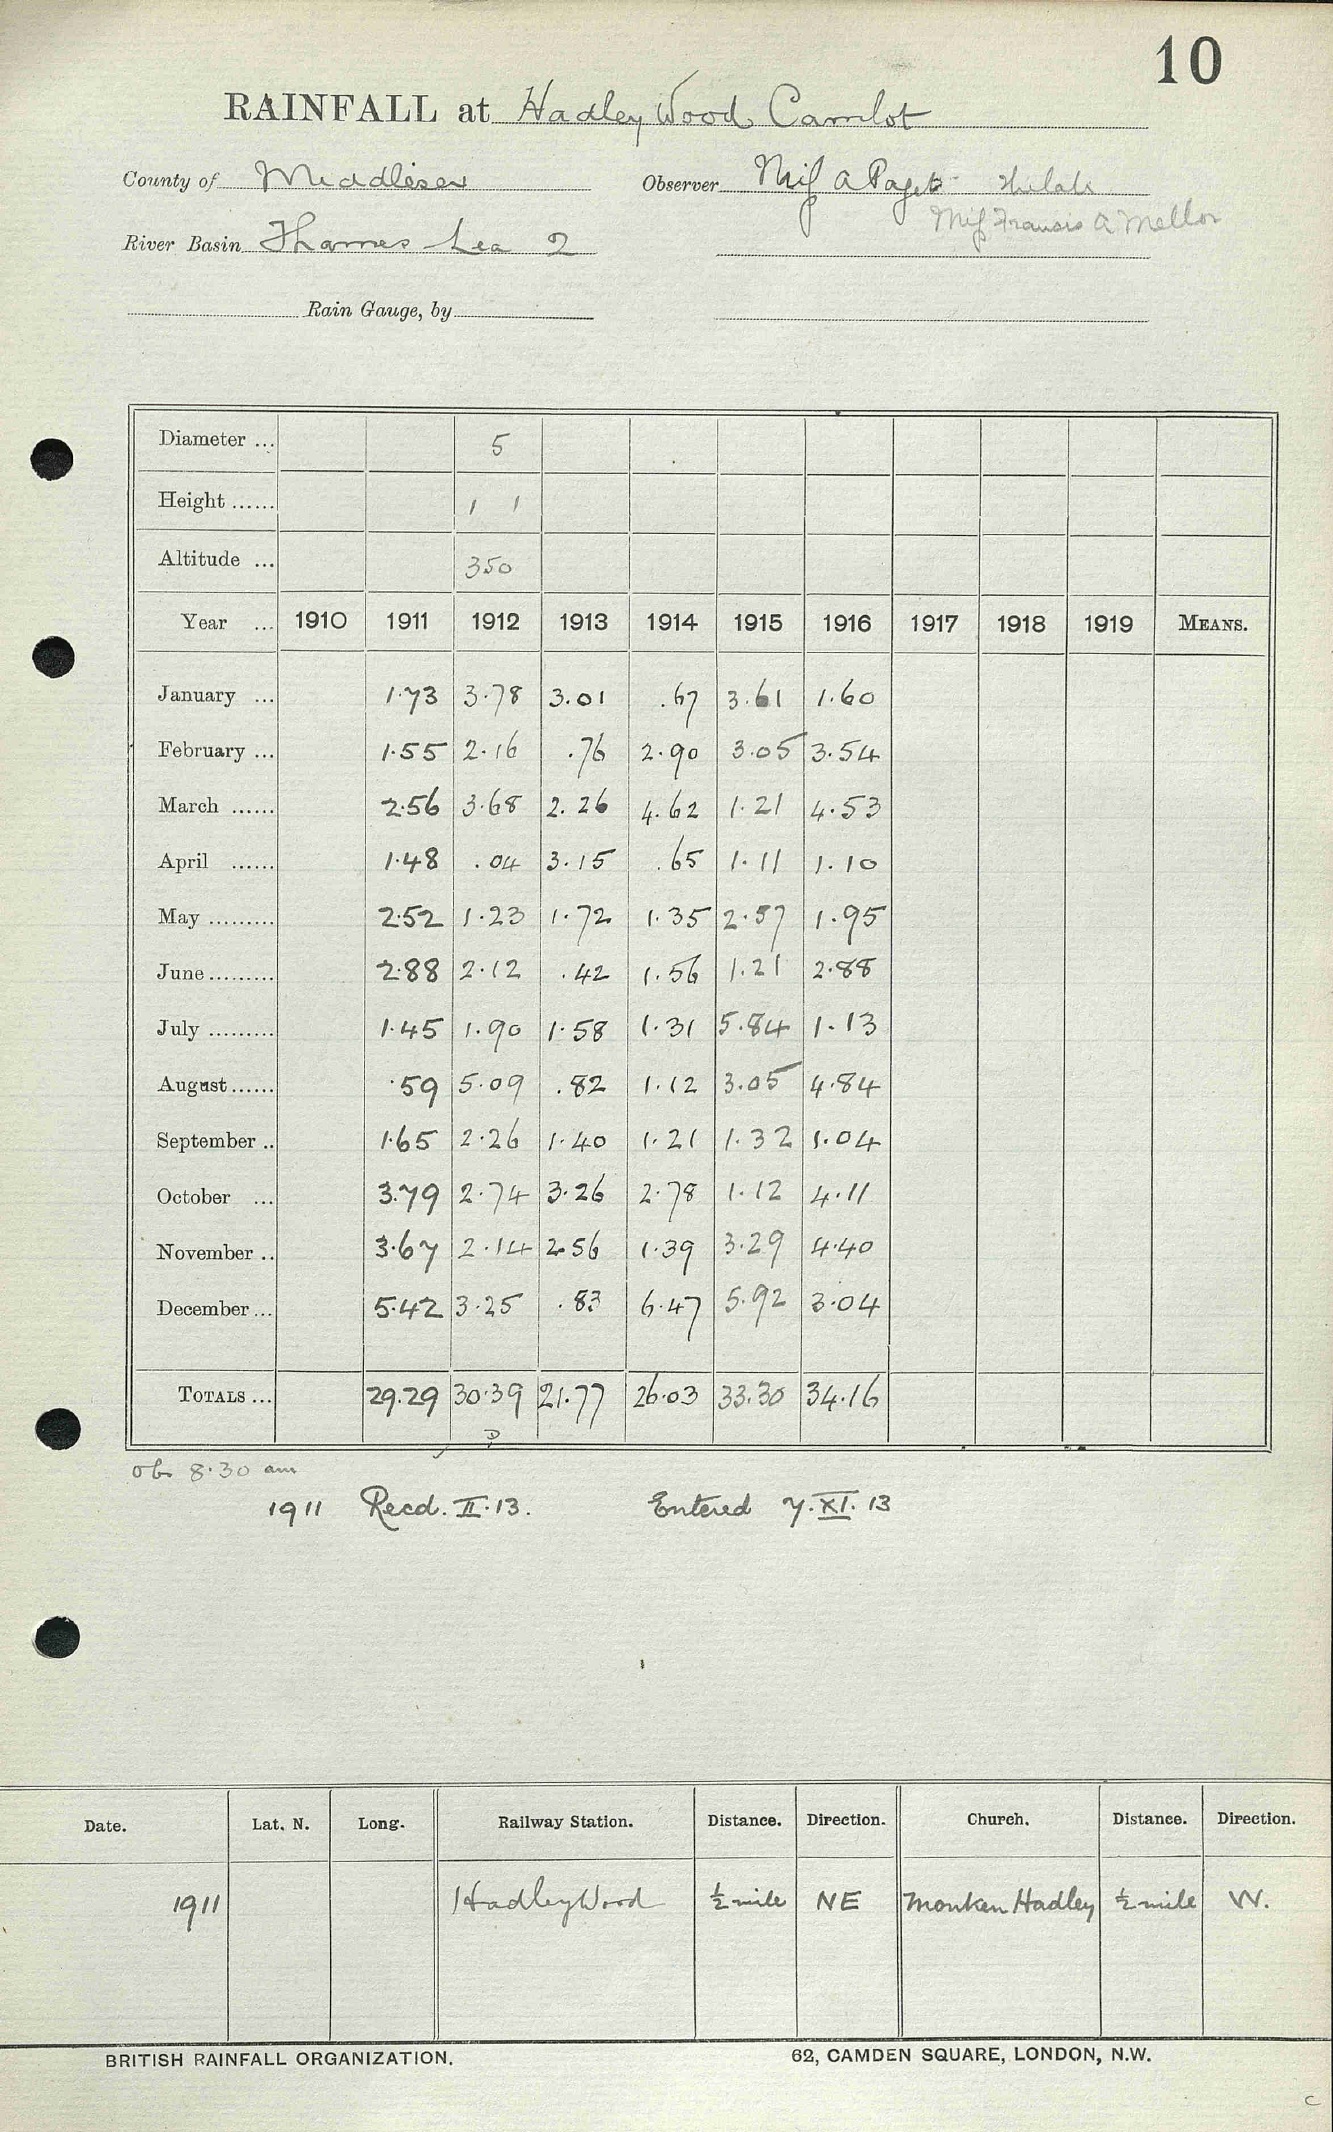 10
RAINFALL at Hadley Wood Camlot
County of Middlesex Observer Miss A Paget
Miss Francis A Mellor
River Basin Thames Lea 2
Rain Gauge, by
Diameter ... 5
Height ...... 1 1
Altitude ... 350
Year ... 1910 1911 1912 1913 1914 1915 1916 1917 1918 1919 MEANS.
January ... 1.73 3.78 3.01 .67 3.61 1.60
February ... 1.55 2.16 .76 2.90 3.05 3.54
March ...... 2.56 3.68 2.26 4.62 1.21 4.53
April ...... 1.48 .04 3.15 .65 1.11 1.10
May ......... 2.52 1.23 1.72 1.35 2.57 1.95
June ......... 2.88 2.12 .42 1.56 1.21 2.88
July ......... 1.45 1.90 1.58 1.31 5.84 1.13
August ...... .59 5.09 .82 1.12 3.05 4.84
September .. 1.65 2.26 1.40 1.21 1.32 1.04
October ... 3.79 2.74 3.26 2.78 1.12 4.11
November .. 3.67 2.14 2.56 1.39 3.29 4.40
December ... 5.42 3.25 .83 6.47 5.92 3.04
TOTALS ... 29.29 30.39 21.77 26.03 33.30 34.16
D
ob 8.30 am
1911 Recd. II.13. Entered 7.XI.13
Date. Lat. N. Long. Railway Station. Distance. Direction. Church. Distance. Direction.
1911 Hadley Wood ½ mile NE Monken Hadley ½ mile W.
BRITISH RAINFALL ORGANIZATION. 62, CAMDEN SQUARE, LONDON, N.W.
C